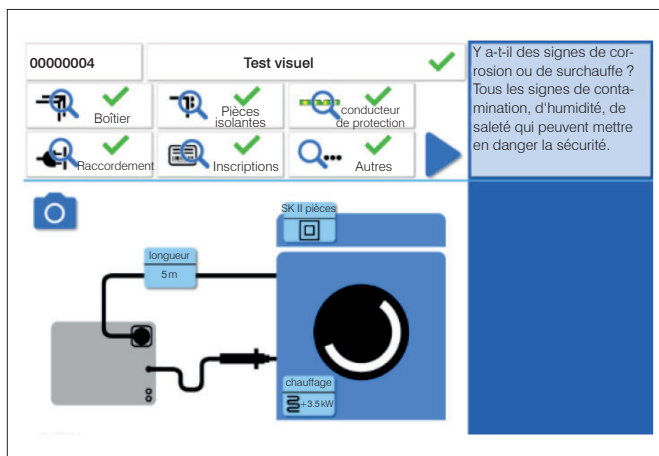 00000004
Test visuel
Boîtier
Pièces
isolantes
conducteur
de protection
Raccordement
Inscriptions
Autres
Y a-t-il des signes de cor-
rosion ou de surchauffe ?
Tous les signes de conta-
mination, d'humidité, de
saleté qui peuvent mettre
en danger la sécurité.
SK II pièces
longueur
5 m
chauffage
+3.5 kW